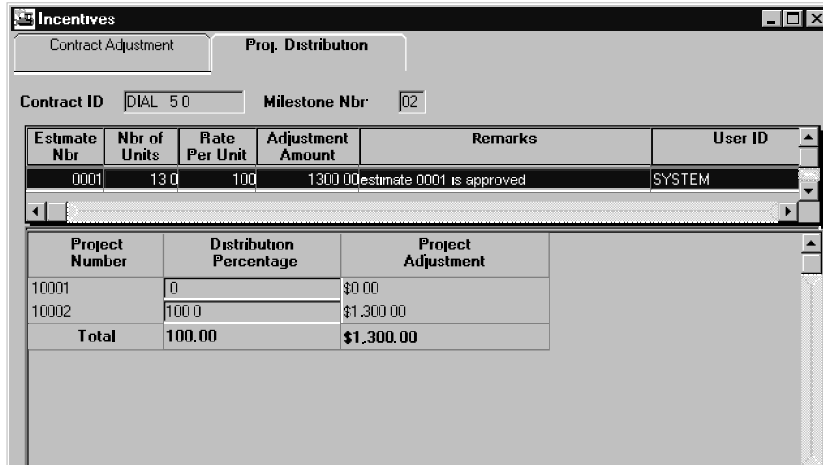 Incentives
Contract Adjustment Proj. Distribution
Contract ID DIAL 5 0 Milestone Nbr 02
Estimate Nbr of Rate Adjustment Remarks User ID
Nbr Units Per Unit Amount
0001 13 0 100 1300 00 estimate 0001 is approved SYSTEM
Project Distribution Project
Number Percentage Adjustment
10001 0 $0 00
10002 100 0 $1,300 00
Total 100.00 $1,300.00